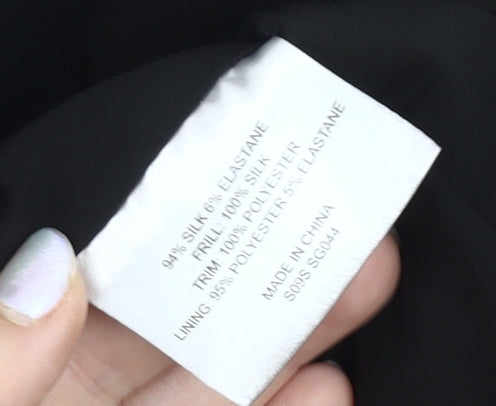 94% SILK 6% ELASTANE
FRILL: 100% SILK
TRIM: 100% POLYESTER
LINING: 95% POLYESTER 5% ELASTANE
MADE IN CHINA
S09S SG044